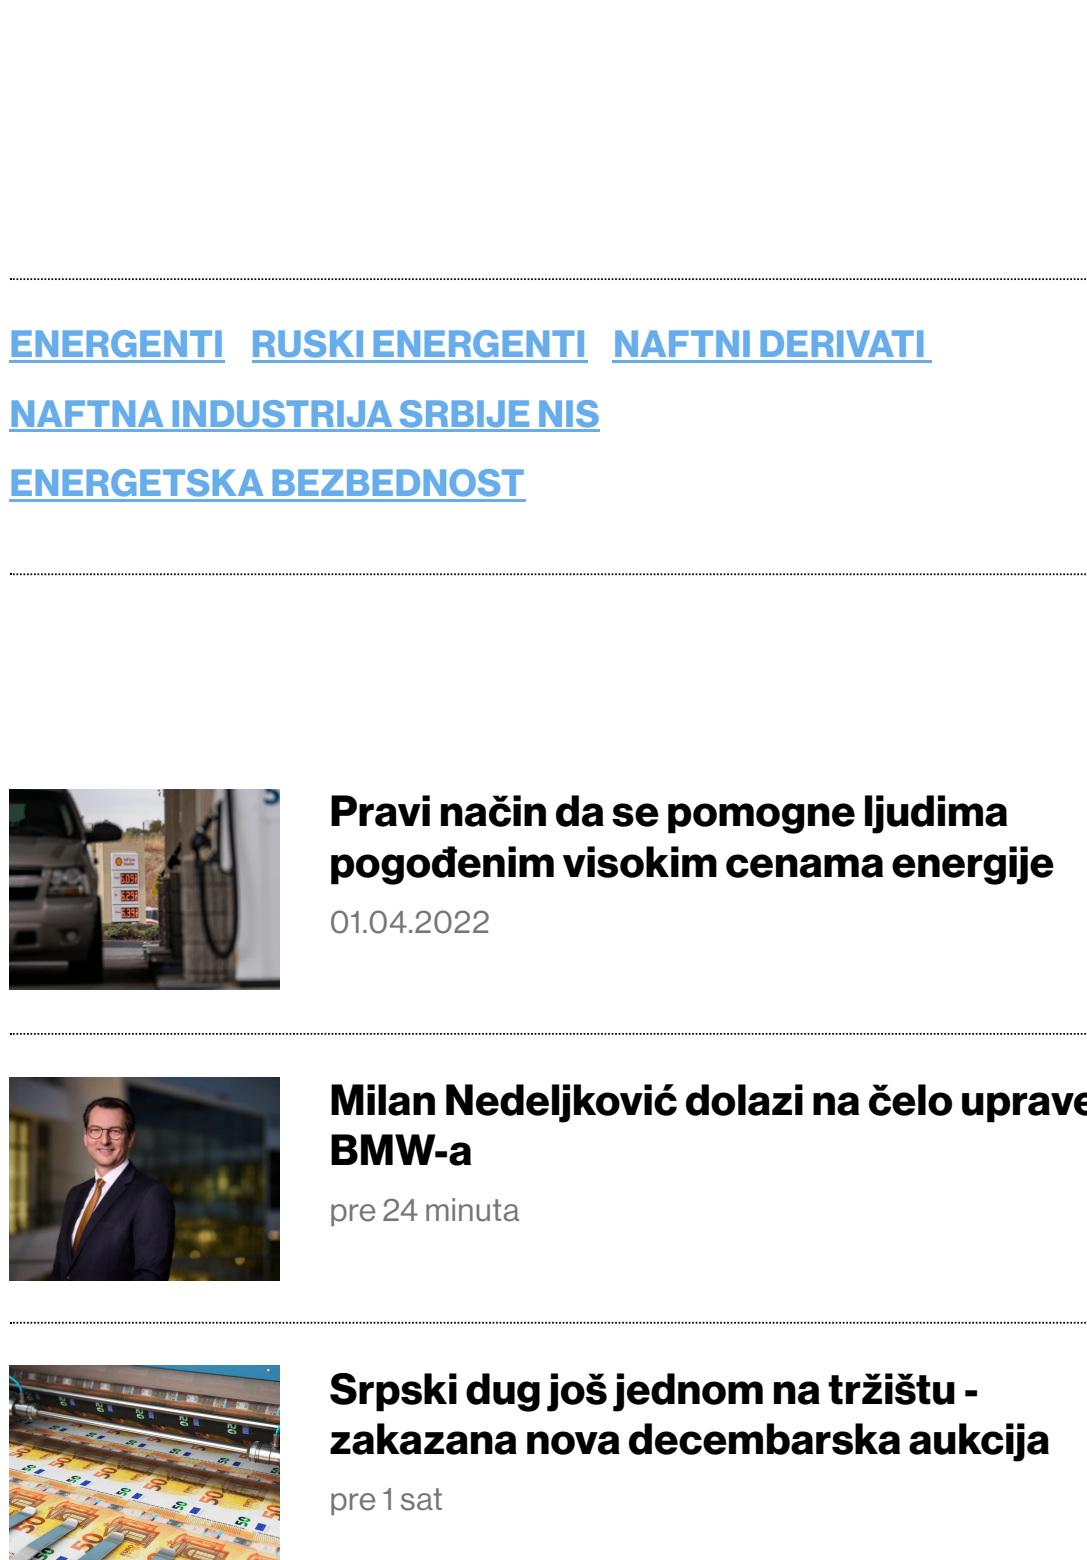 ENERGENTI RUSKI ENERGENTI NAFTNI DERIVATI
NAFTNA INDUSTRIJA SRBIJE NIS
ENERGETSKA BEZBEDNOST
Pravi način da se pomogne ljudima
pogođenim visokim cenama energije
01.04.2022
Milan Nedeljković dolazi na čelo uprave
BMW-a
pre 24 minuta
Srpski dug još jednom na tržištu -
zakazana nova decembarska aukcija
pre 1 sat